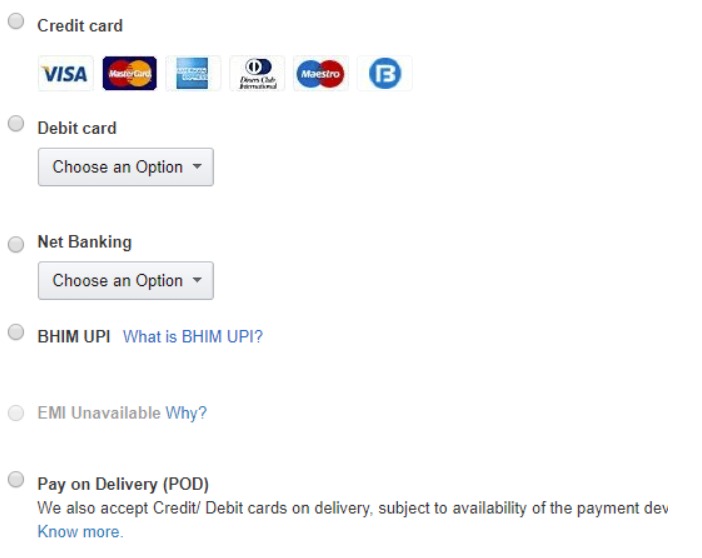 Credit card
VISA MasterCard AMERICAN EXPRESS Diners Club International Maestro B
Debit card
Choose an Option
Net Banking
Choose an Option
BHIM UPI What is BHIM UPI?
EMI Unavailable Why?
Pay on Delivery (POD)
We also accept Credit/ Debit cards on delivery, subject to availability of the payment dev
Know more.